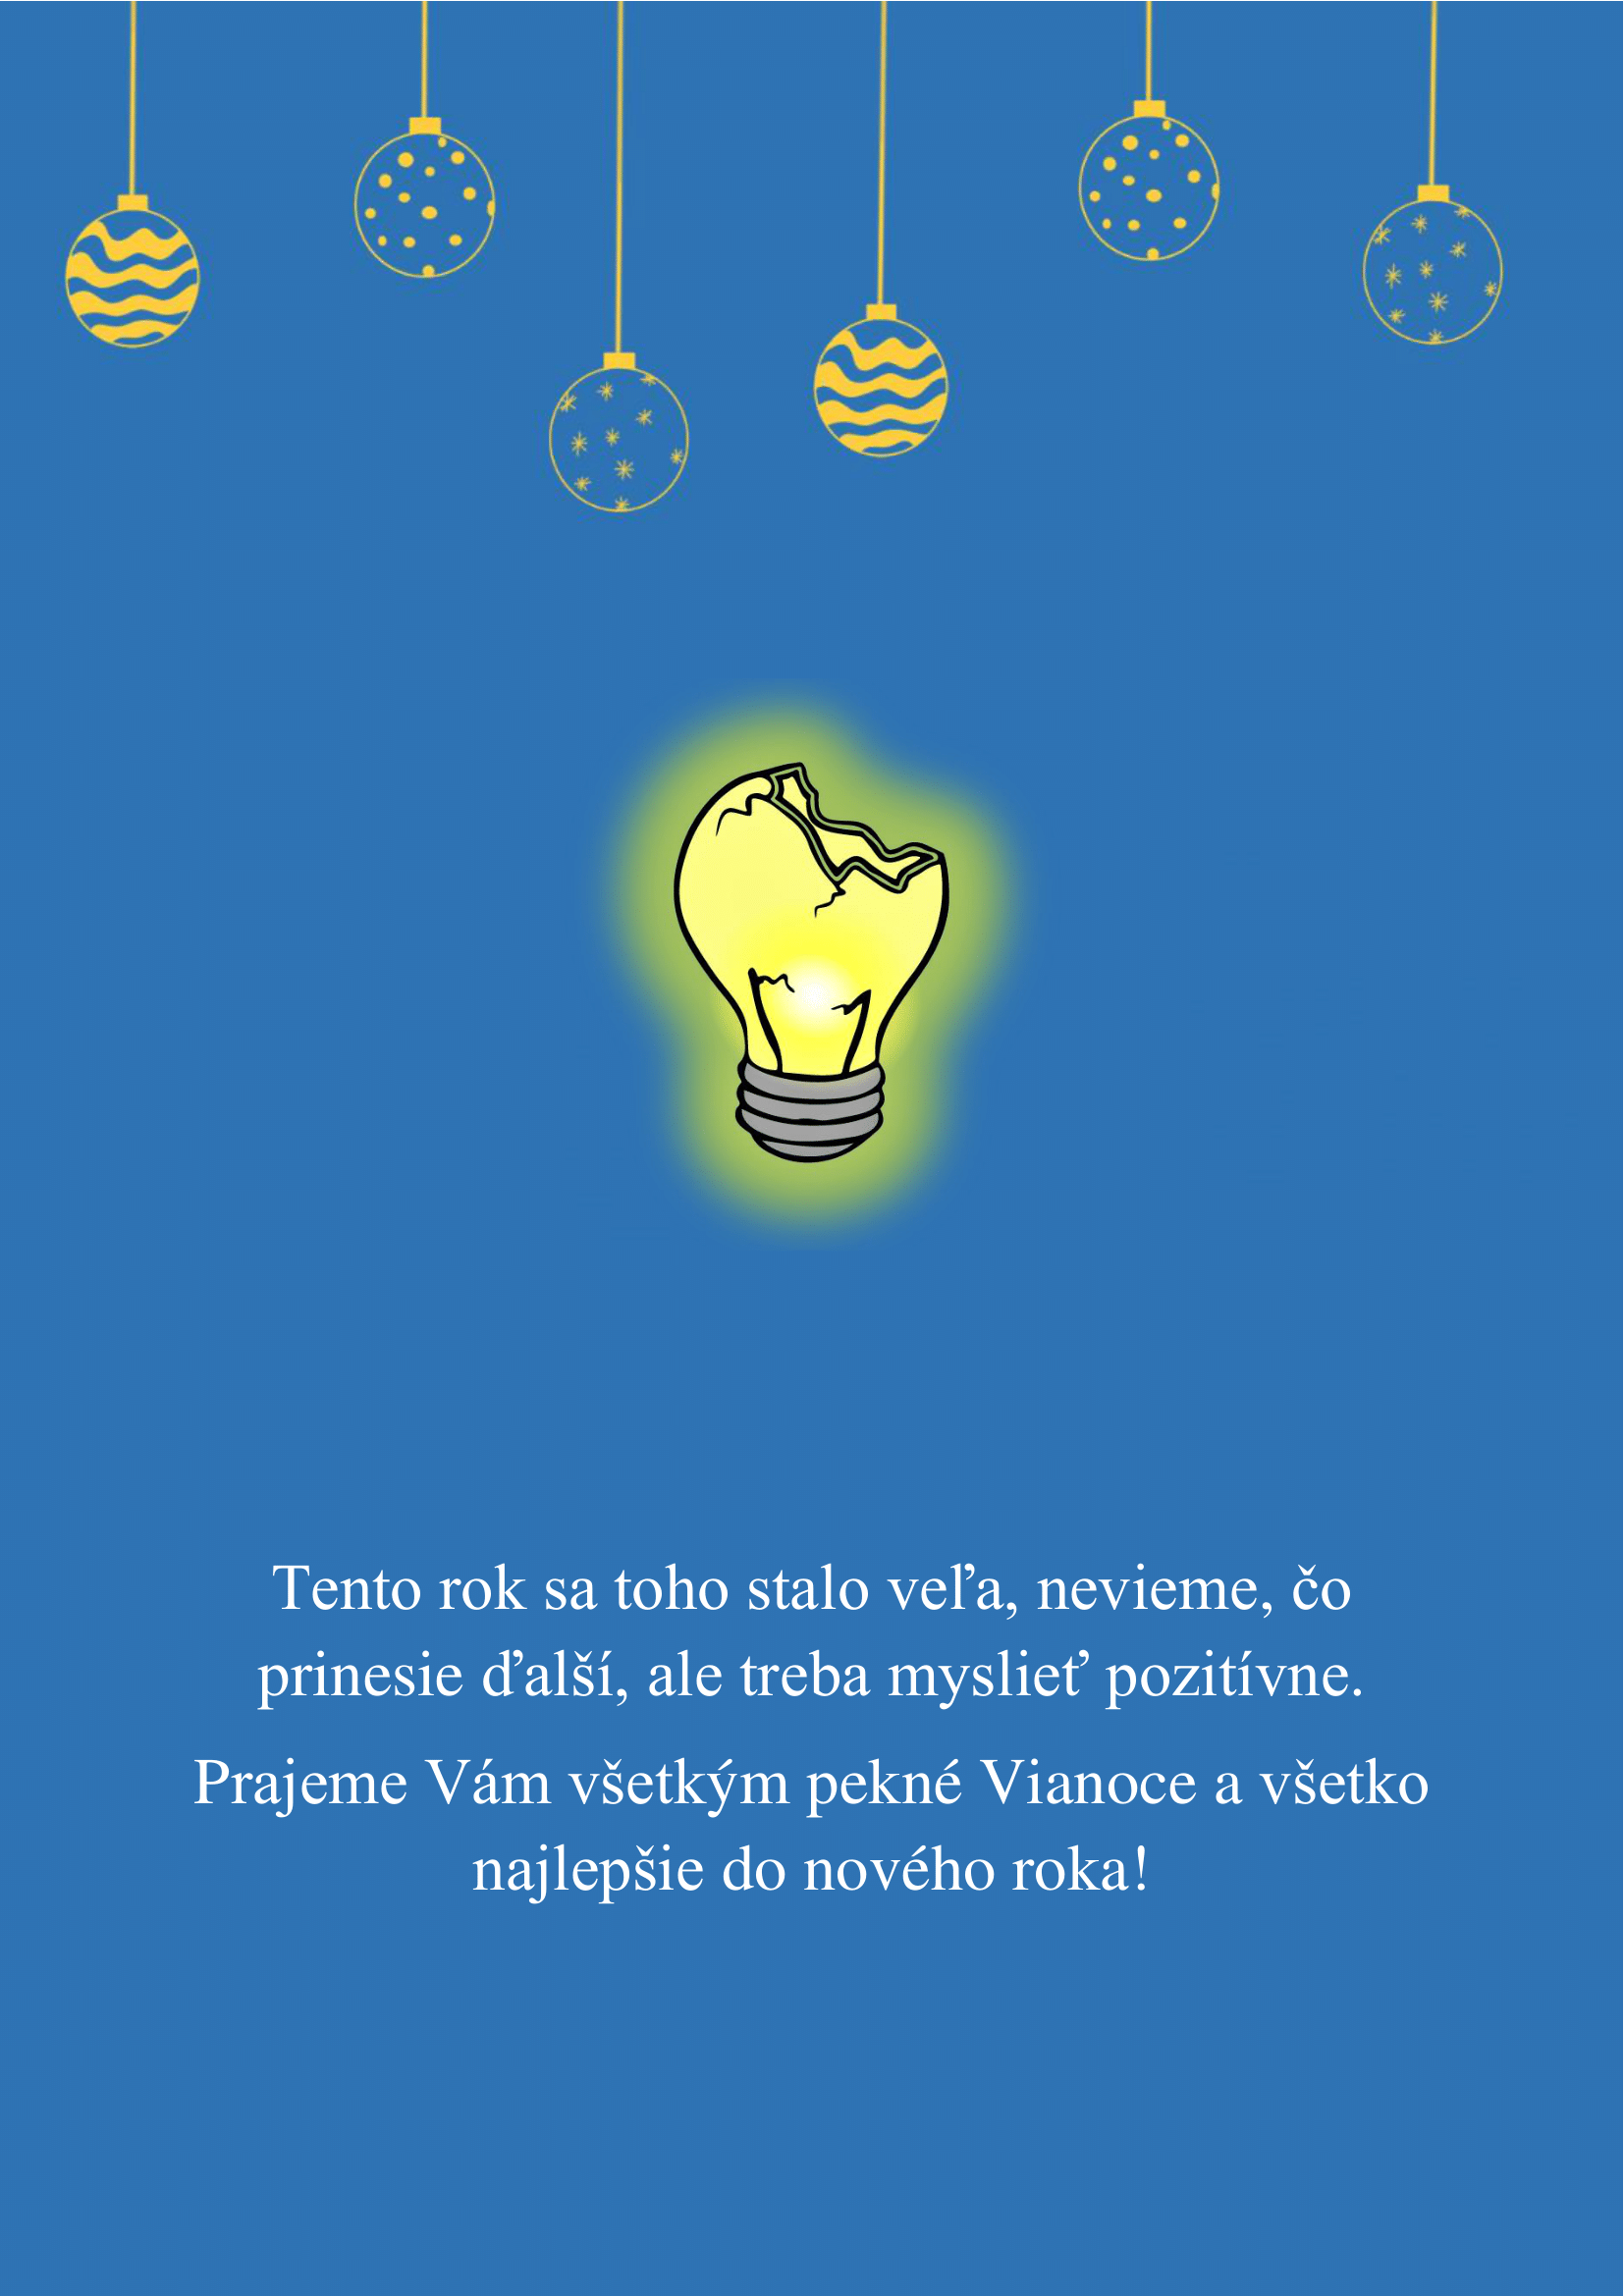 Tento rok sa toho stalo veľa, nevieme, čo
prinesie ďalší, ale treba myslieť pozitívne.
Prajeme Vám všetkým pekné Vianoce a všetko
najlepšie do nového roka!